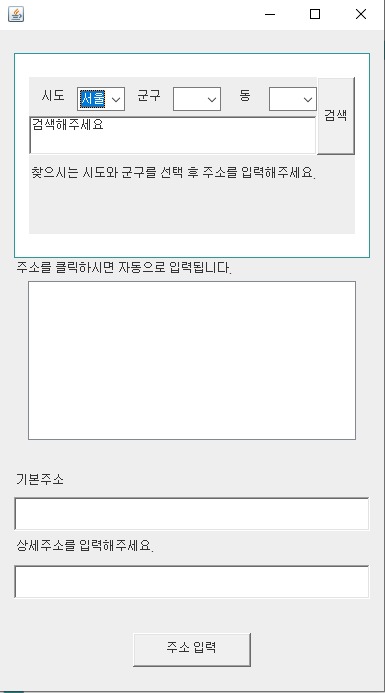 시도 서울 군구 동
검색해주세요
검색
찾으시는 시도와 군구를 선택 후 주소를 입력해주세요.
주소를 클릭하시면 자동으로 입력됩니다.
기본주소
상세주소를 입력해주세요.
주소 입력